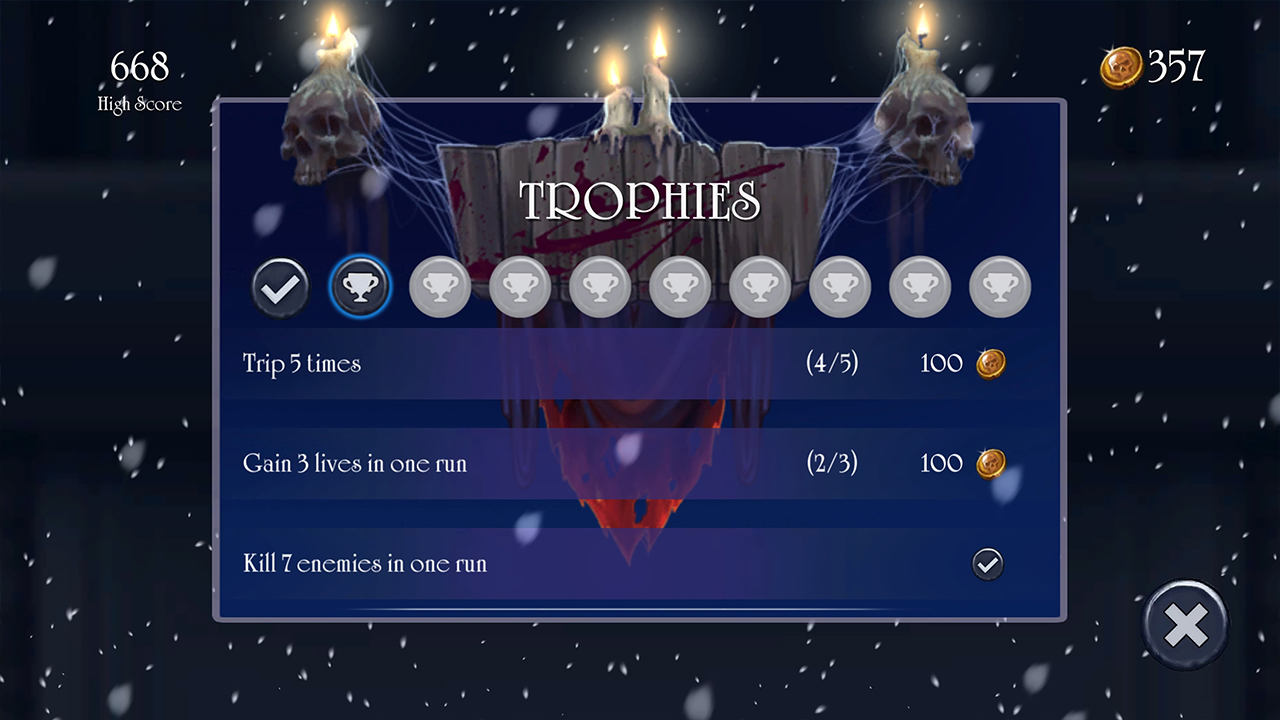 668
High Score
357
TROPHIES
Trip 5 times (4/5) 100
Gain 3 lives in one run (2/3) 100
Kill 7 enemies in one run